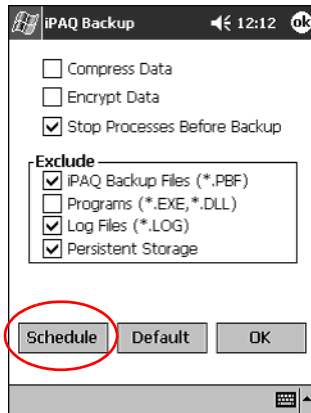 iPAQ Backup 12:12 ok
Compress Data
Encrypt Data
Stop Processes Before Backup
Exclude
iPAQ Backup Files (*.PBF)
Programs (*.EXE,*.DLL)
Log Files (*.LOG)
Persistent Storage
Schedule Default OK